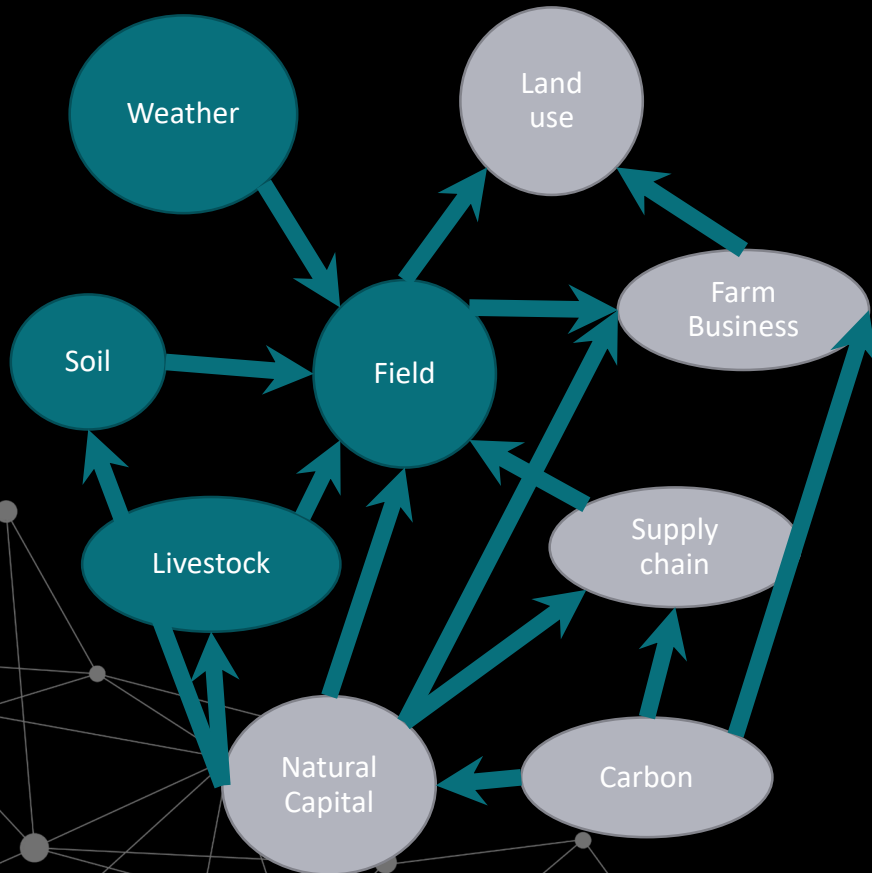 Weather
Land
use
Farm
Business
Soil
Field
Supply
chain
Livestock
Natural
Capital
Carbon